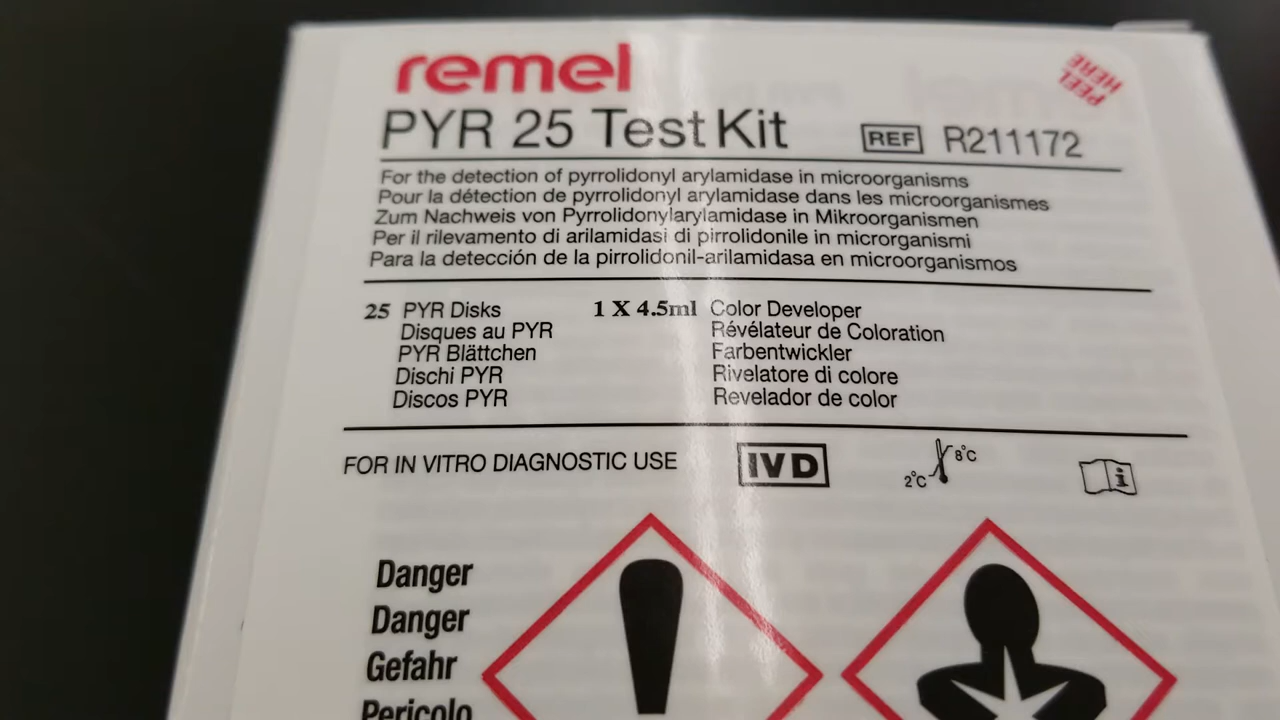 remel
PEEL HERE
PYR 25 Test Kit REF R211172
For the detection of pyrrolidonyl arylamidase in microorganisms
Pour la détection de pyrrolidonyl arylamidase dans les microorganismes
Zum Nachweis von Pyrrolidonylarylamidase in Mikroorganismen
Per il rilevamento di arilamidasi di pirrolidonile in microrganismi
Para la detección de la pirrolidonil-arilamidasa en microorganismos
25 PYR Disks 1 X 4.5ml Color Developer
Disques au PYR Révélateur de Coloration
PYR Blättchen Farbentwickler
Dischi PYR Rivelatore di colore
Discos PYR Revelador de color
FOR IN VITRO DIAGNOSTIC USE IVD 2°C 8°C i
Danger
Danger
Gefahr
Pericolo